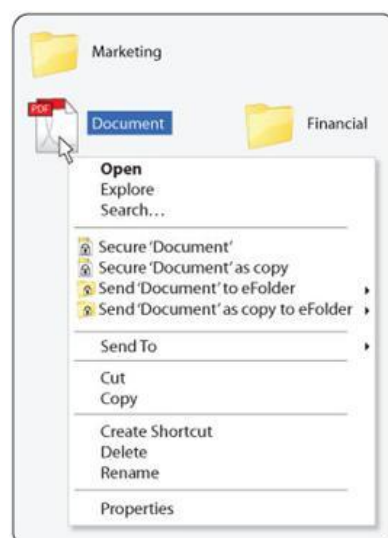 Marketing
PDF
Document
Financial
Open
Explore
Search...
Secure 'Document'
Secure 'Document' as copy
Send 'Document' to eFolder
Send 'Document' as copy to eFolder
Send To
Cut
Copy
Create Shortcut
Delete
Rename
Properties